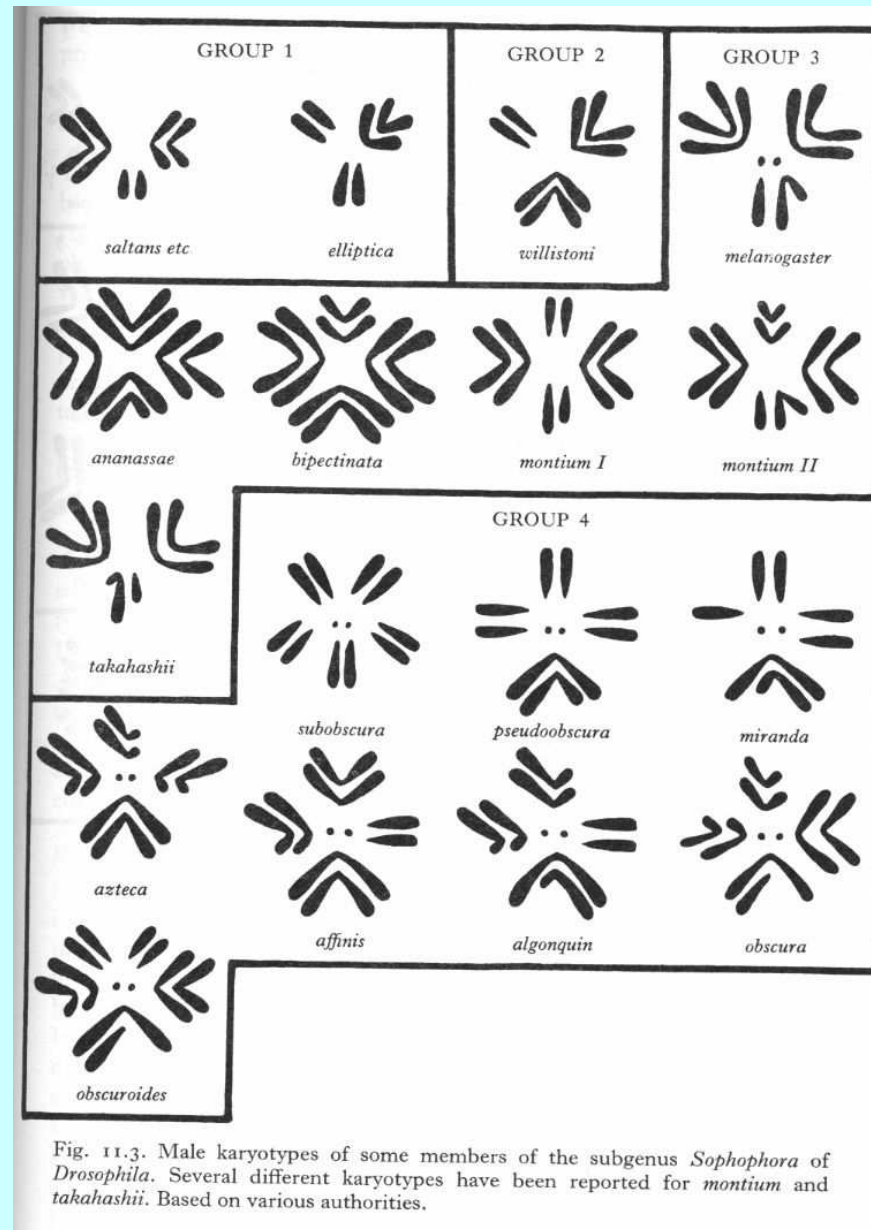 GROUP 1 GROUP 2 GROUP 3
saltans etc elliptica willistoni melanogaster
ananassae bipectinata montium I montium II
GROUP 4
takahashii
subobscura pseudoobscura miranda
azteca
affinis algonquin obscura
obscuroides
Fig. 11.3. Male karyotypes of some members of the subgenus Sophophora of
Drosophila. Several different karyotypes have been reported for montium and
takahashii. Based on various authorities.